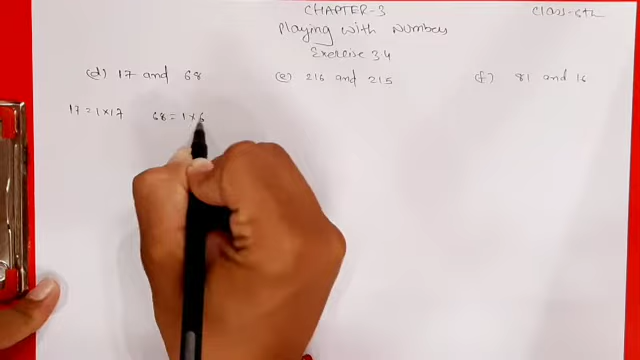 CHAPTER-3 Class-6th
Playing with Numbers
Exercise 3.4
(d) 17 and 68 (e) 216 and 215 (f) 81 and 16
17 = 1×17 68 = 1×6